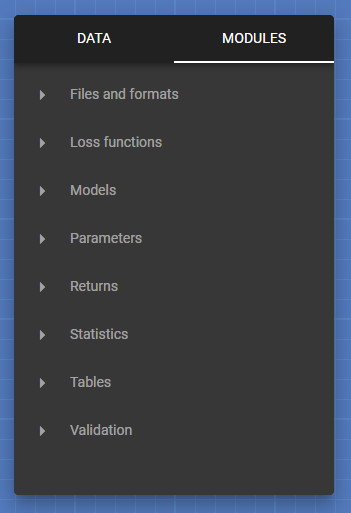 DATA
MODULES
Files and formats
Loss functions
Models
Parameters
Returns
Statistics
Tables
Validation